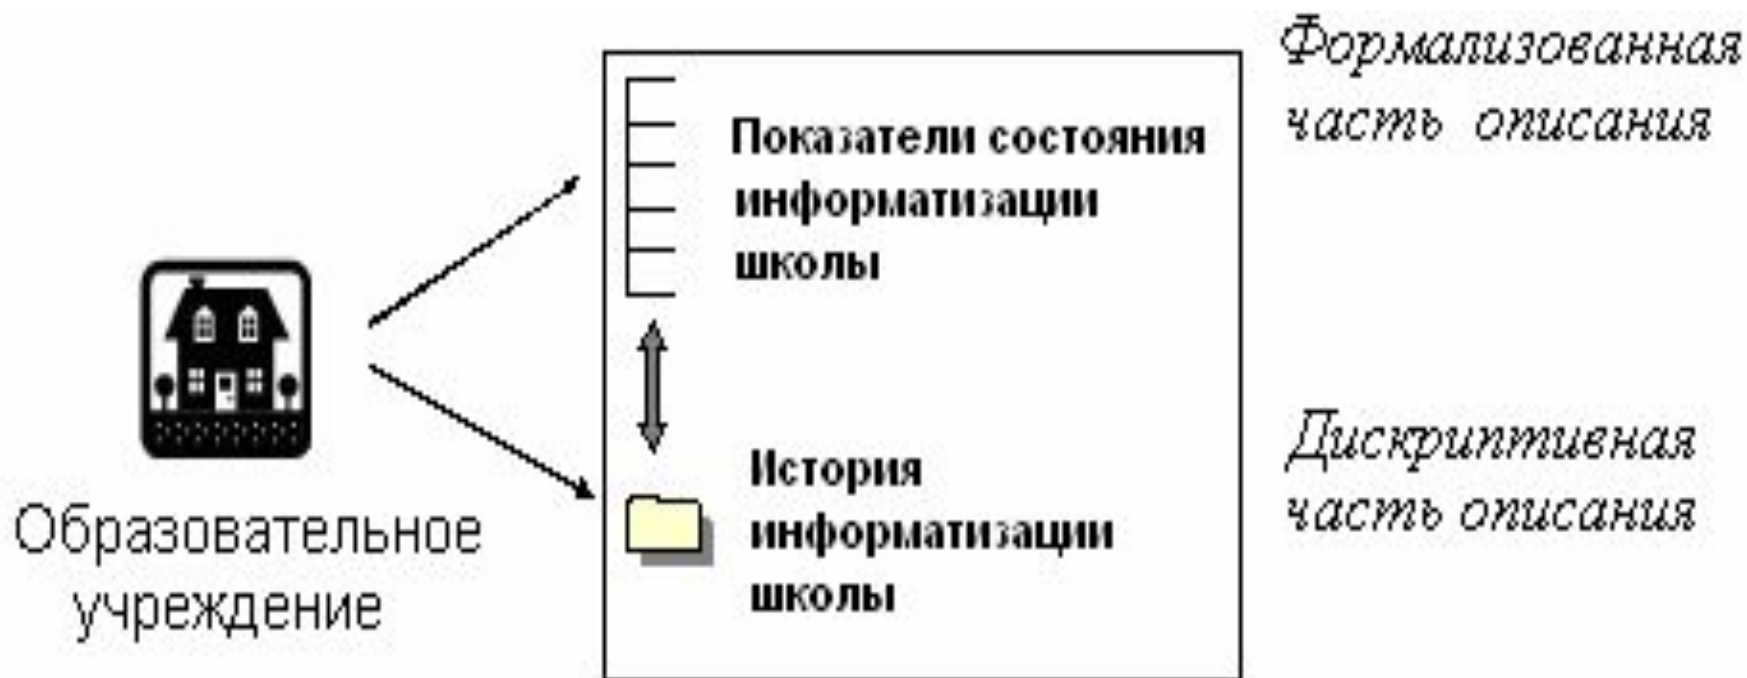 Образовательное
учреждение
Показатели состояния
информатизации
школы
История
информатизации
школы
Формализованная
часть описания
Дискриптивная
часть описания